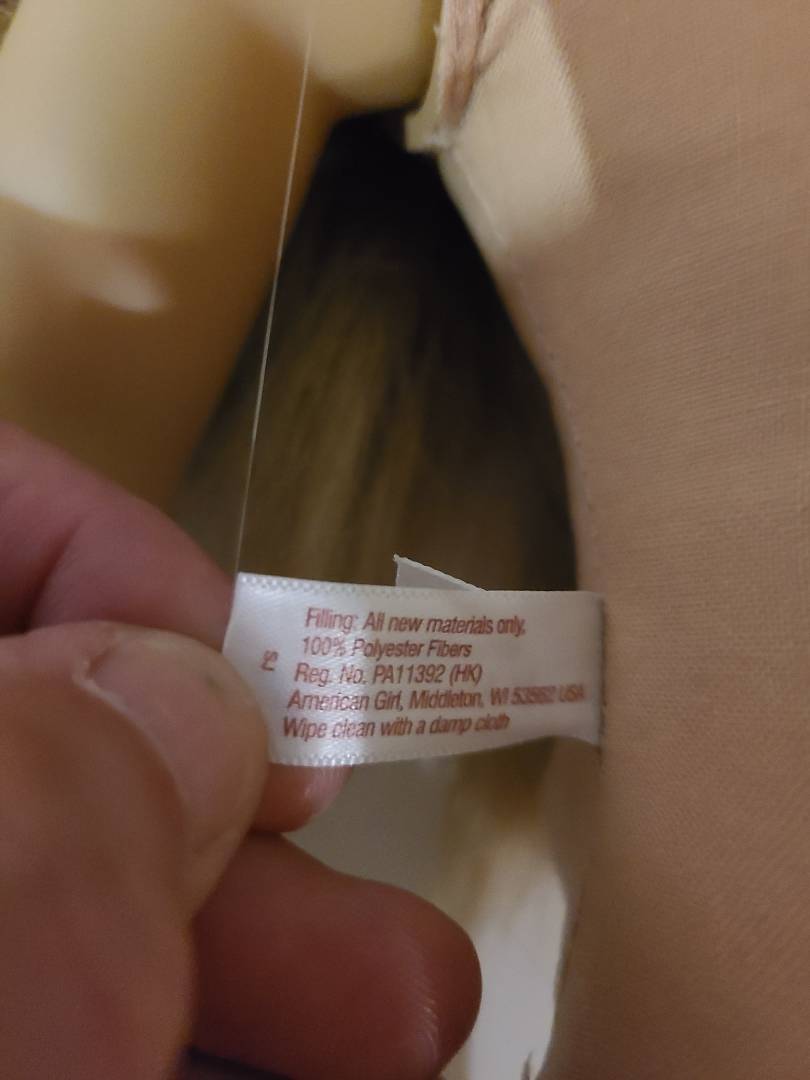 Filling: All new materials only,
100% Polyester Fibers
Reg. No. PA11392 (HK)
American Girl, Middleton, WI 53562 USA
Wipe clean with a damp cloth